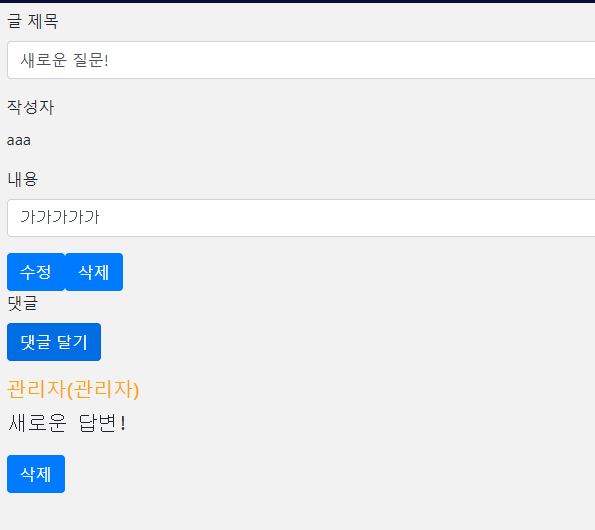 글 제목
새로운 질문!
작성자
aaa
내용
가가가가가
수정 삭제
댓글
댓글 달기
관리자(관리자)
새로운 답변!
삭제